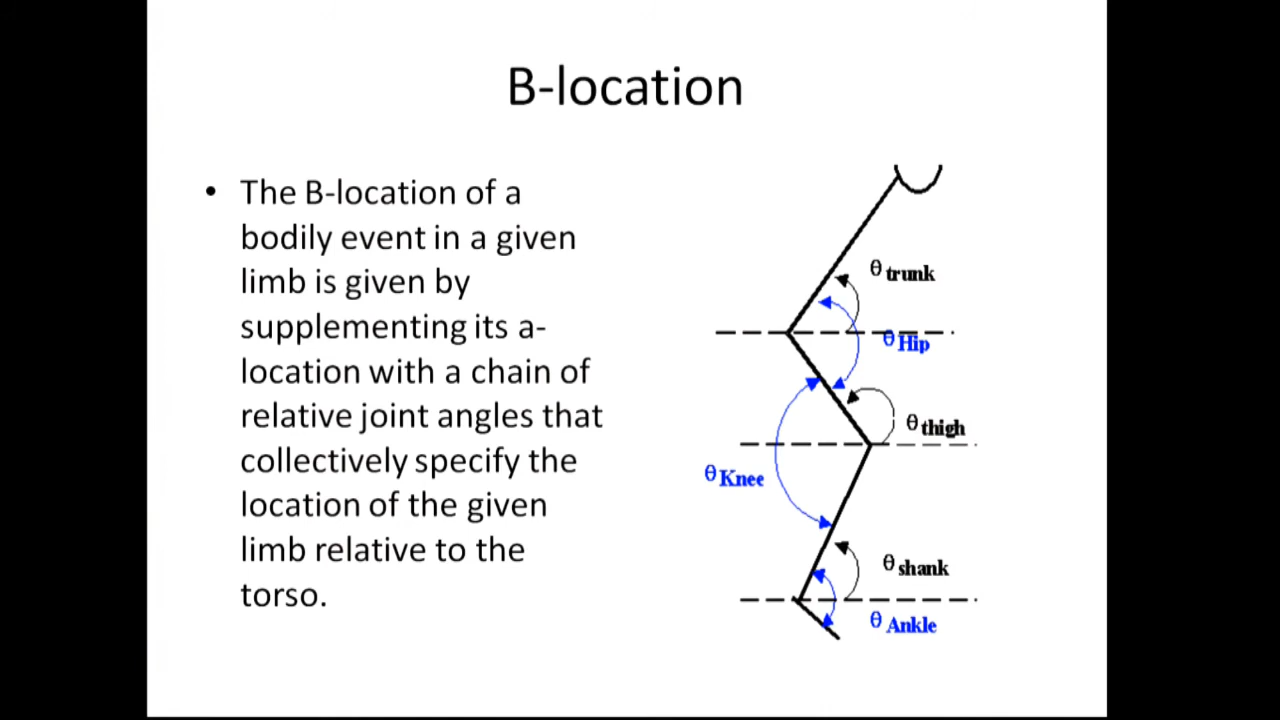 B-location
• The B-location of a
bodily event in a given
limb is given by
supplementing its a-
location with a chain of
relative joint angles that
collectively specify the
location of the given
limb relative to the
torso.
θ trunk
θ Hip
θ thigh
θ Knee
θ shank
θ Ankle